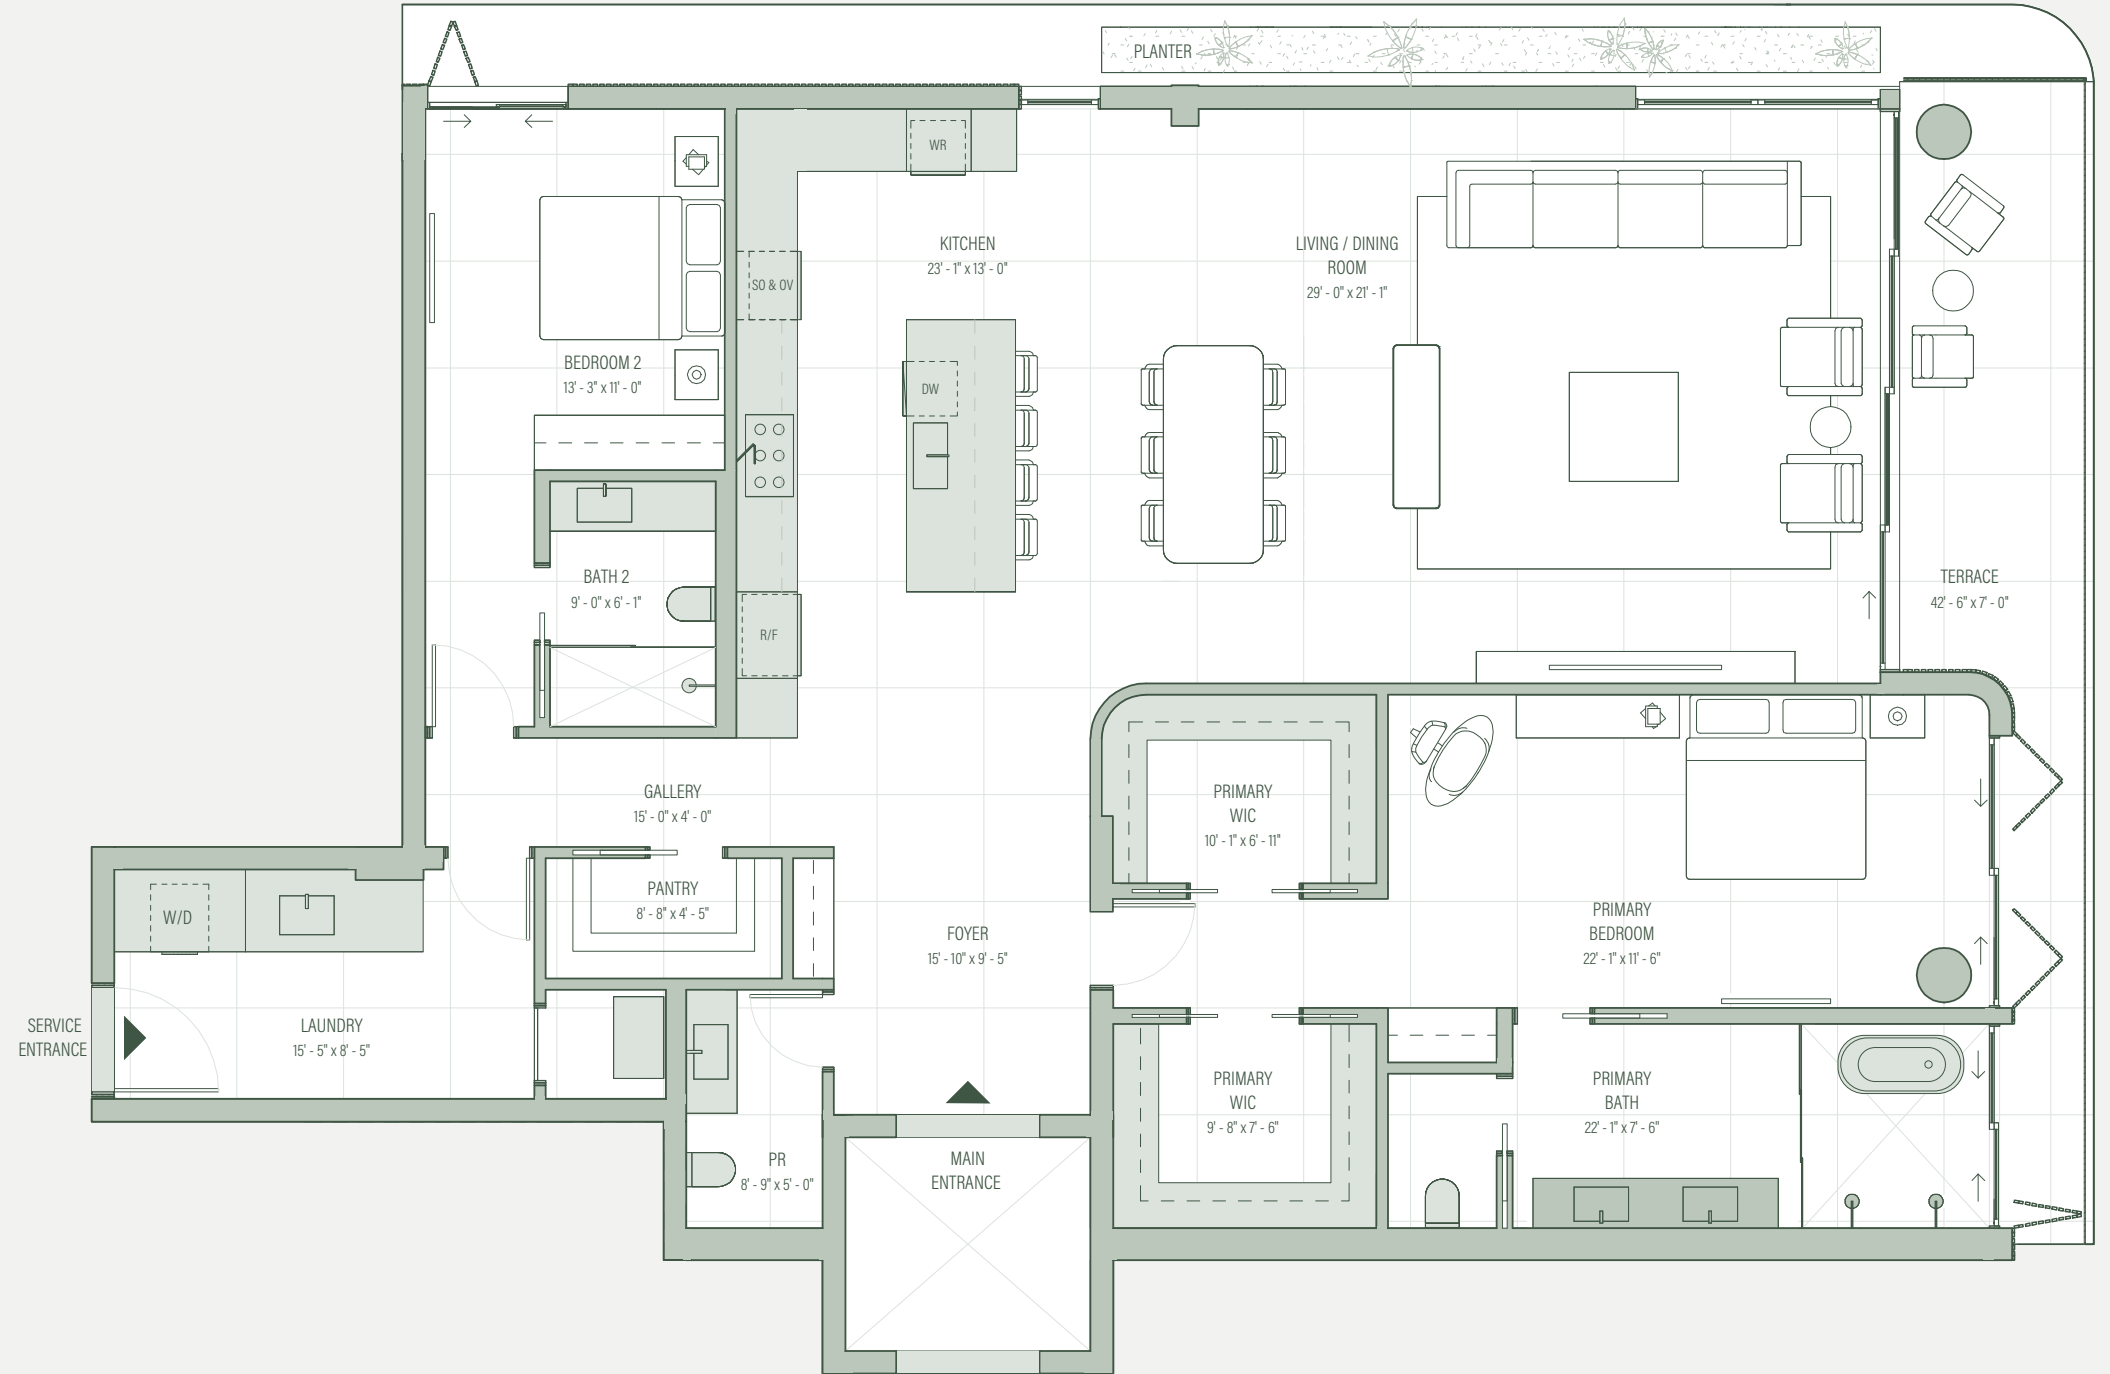 PLANTER
WR
KITCHEN
23' - 1" x 13' - 0"
LIVING / DINING
ROOM
29' - 0" x 21' - 1"
SO & OV
BEDROOM 2
13' - 3" x 11' - 0"
DW
BATH 2
9' - 0" x 6' - 1"
R/F
TERRACE
42' - 6" x 7' - 0"
GALLERY
15' - 0" x 4' - 0"
PRIMARY
WIC
10' - 1" x 6' - 11"
PANTRY
8' - 8" x 4' - 5"
W/D
FOYER
15' - 10" x 9' - 5"
PRIMARY
BEDROOM
22' - 1" x 11' - 6"
SERVICE
ENTRANCE
LAUNDRY
15' - 5" x 8' - 5"
PRIMARY
WIC
9' - 8" x 7' - 6"
PRIMARY
BATH
22' - 1" x 7' - 6"
PR
8' - 9" x 5' - 0"
MAIN
ENTRANCE